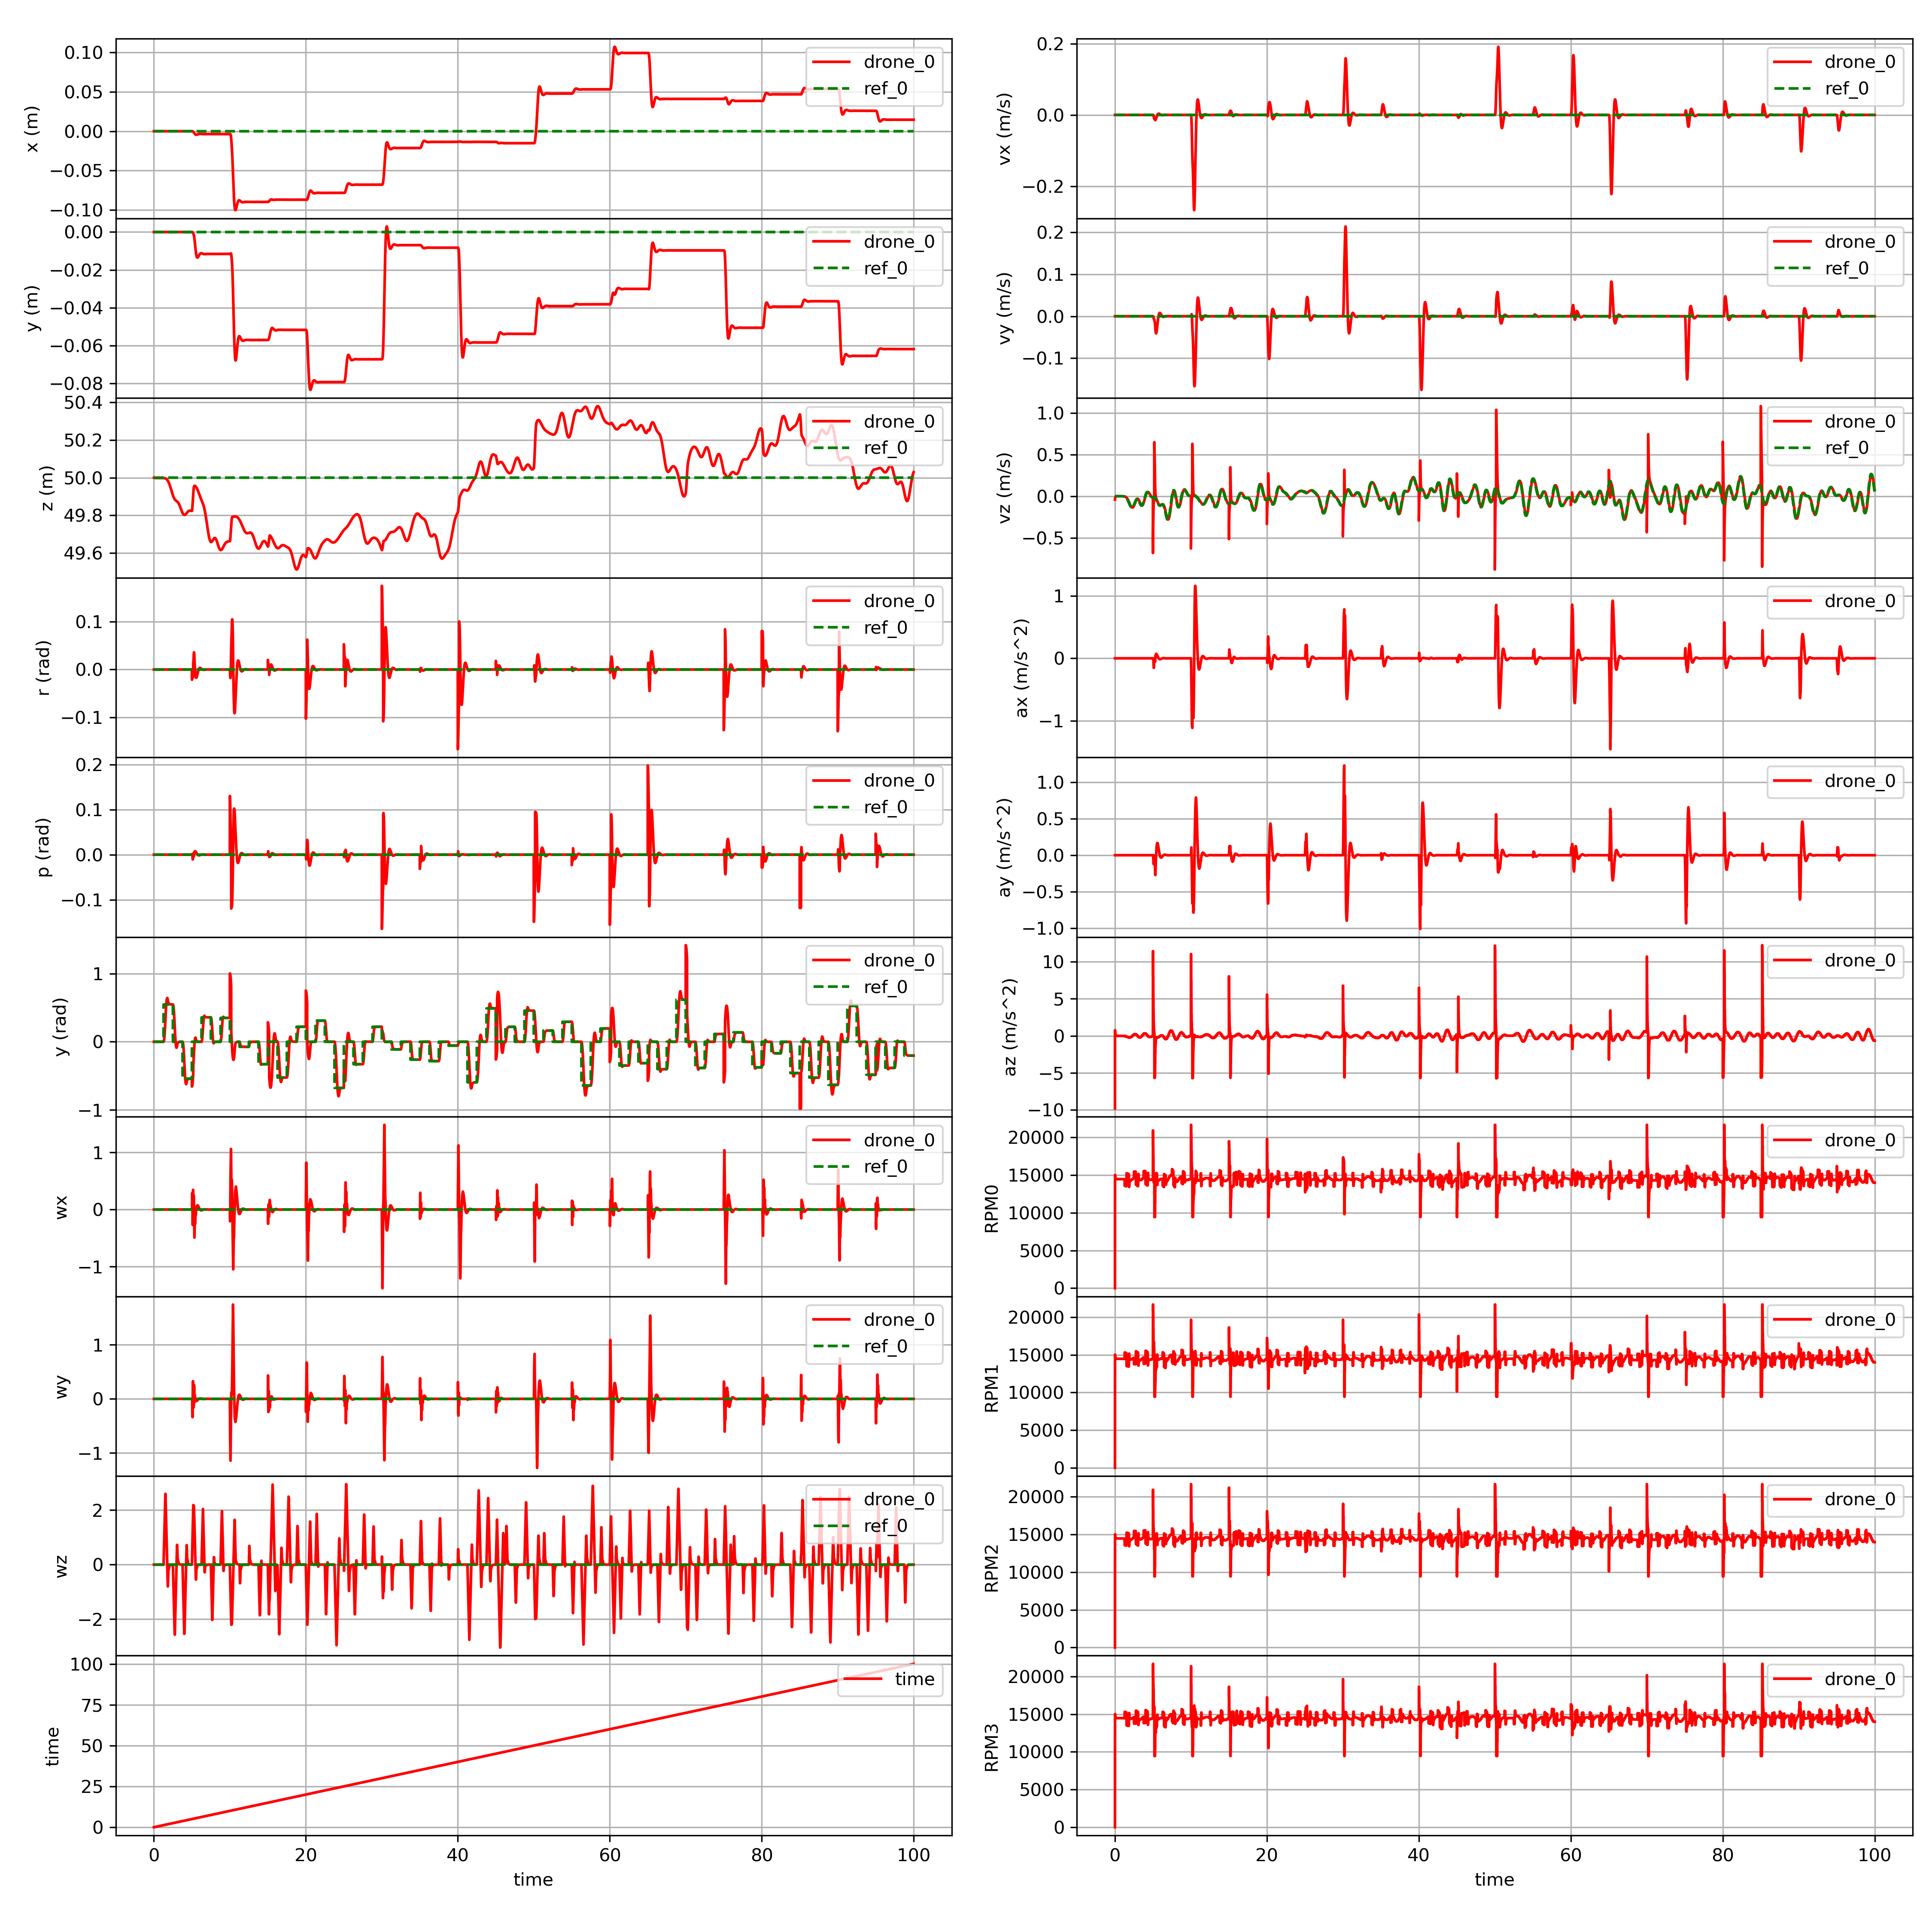 x (m)
0.10
0.05
0.00
−0.05
−0.10
drone_0
ref_0
y (m)
0.00
−0.02
−0.04
−0.06
−0.08
drone_0
ref_0
z (m)
50.4
50.2
50.0
49.8
49.6
drone_0
ref_0
r (rad)
0.1
0.0
−0.1
drone_0
ref_0
p (rad)
0.2
0.1
0.0
−0.1
drone_0
ref_0
y (rad)
1
0
−1
drone_0
ref_0
wx
1
0
−1
drone_0
ref_0
wy
1
0
−1
drone_0
ref_0
wz
2
0
−2
drone_0
ref_0
time
100
75
50
25
0
time
0 20 40 60 80 100
time
vx (m/s)
0.2
0.0
−0.2
drone_0
ref_0
vy (m/s)
0.2
0.1
0.0
−0.1
drone_0
ref_0
vz (m/s)
1.0
0.5
0.0
−0.5
drone_0
ref_0
ax (m/s^2)
1
0
−1
drone_0
ay (m/s^2)
1.0
0.5
0.0
−0.5
−1.0
drone_0
az (m/s^2)
10
5
0
−5
−10
drone_0
RPM0
20000
15000
10000
5000
0
drone_0
RPM1
20000
15000
10000
5000
0
drone_0
RPM2
20000
15000
10000
5000
0
drone_0
RPM3
20000
15000
10000
5000
0
drone_0
0 20 40 60 80 100
time